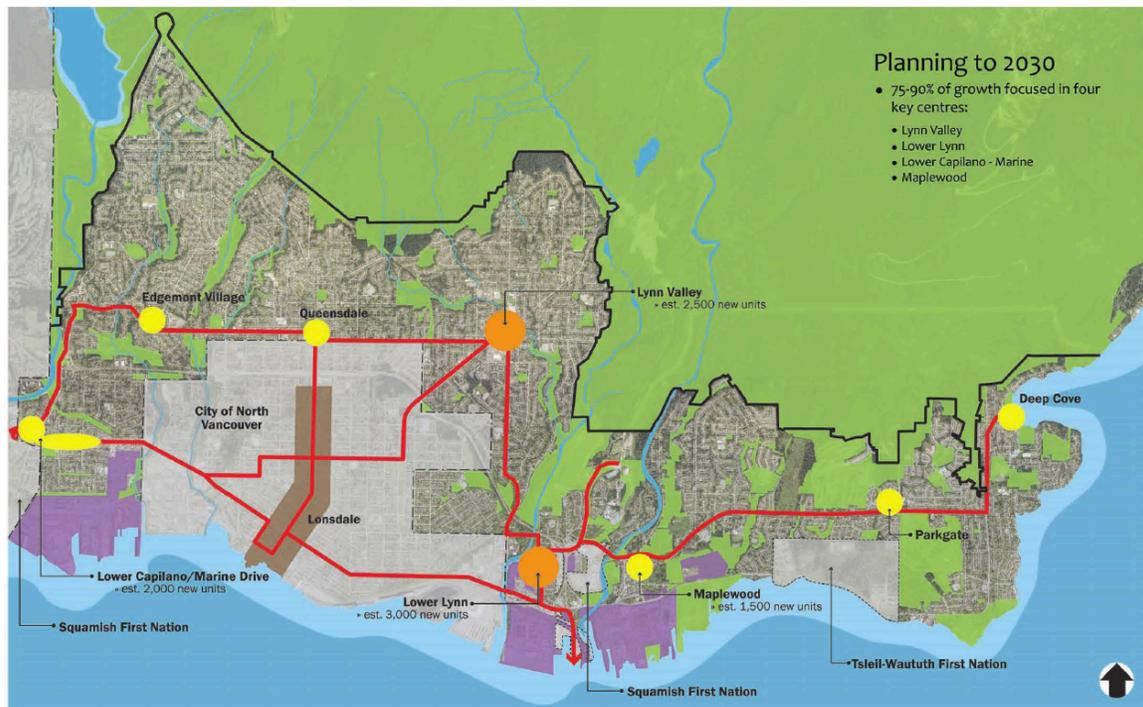 Planning to 2030
• 75-90% of growth focused in four
key centres:
• Lynn Valley
• Lower Lynn
• Lower Capilano - Marine
• Maplewood
Edgemont Village
Queensdale
Lynn Valley
▸ est. 2,500 new units
City of North
Vancouver
Deep Cove
Lonsdale
Parkgate
Lower Capilano/Marine Drive
▸ est. 2,000 new units
Lower Lynn
▸ est. 3,000 new units
Maplewood
▸ est. 1,500 new units
Squamish First Nation
Tsleil-Waututh First Nation
Squamish First Nation